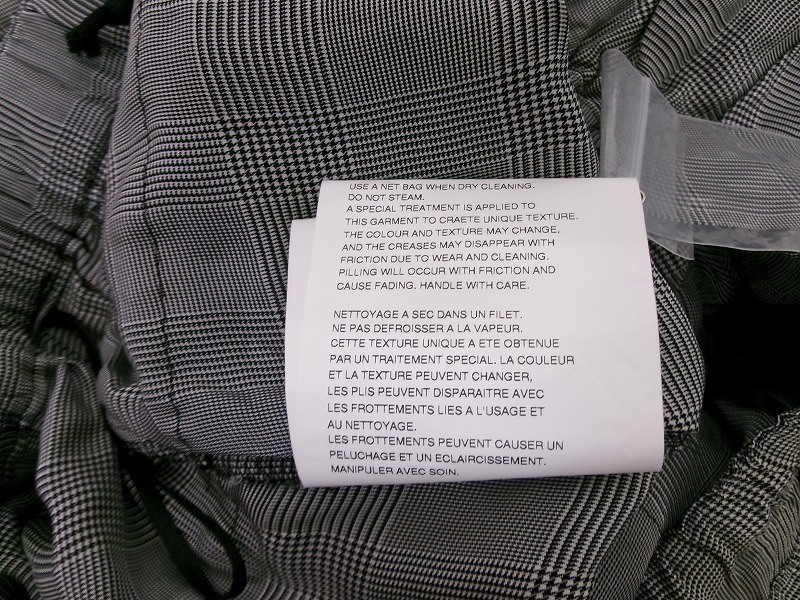 USE A NET BAG WHEN DRY CLEANING.
DO NOT STEAM.
A SPECIAL TREATMENT IS APPLIED TO
THIS GARMENT TO CRAETE UNIQUE TEXTURE.
THE COLOUR AND TEXTURE MAY CHANGE,
AND THE CREASES MAY DISAPPEAR WITH
FRICTION DUE TO WEAR AND CLEANING.
PILLING WILL OCCUR WITH FRICTION AND
CAUSE FADING. HANDLE WITH CARE.
NETTOYAGE A SEC DANS UN FILET.
NE PAS DEFROISSER A LA VAPEUR.
CETTE TEXTURE UNIQUE A ETE OBTENUE
PAR UN TRAITEMENT SPECIAL. LA COULEUR
ET LA TEXTURE PEUVENT CHANGER,
LES PLIS PEUVENT DISPARAITRE AVEC
LES FROTTEMENTS LIES A L'USAGE ET
AU NETTOYAGE.
LES FROTTEMENTS PEUVENT CAUSER UN
PELUCHAGE ET UN ECLAIRCISSEMENT.
MANIPULER AVEC SOIN.